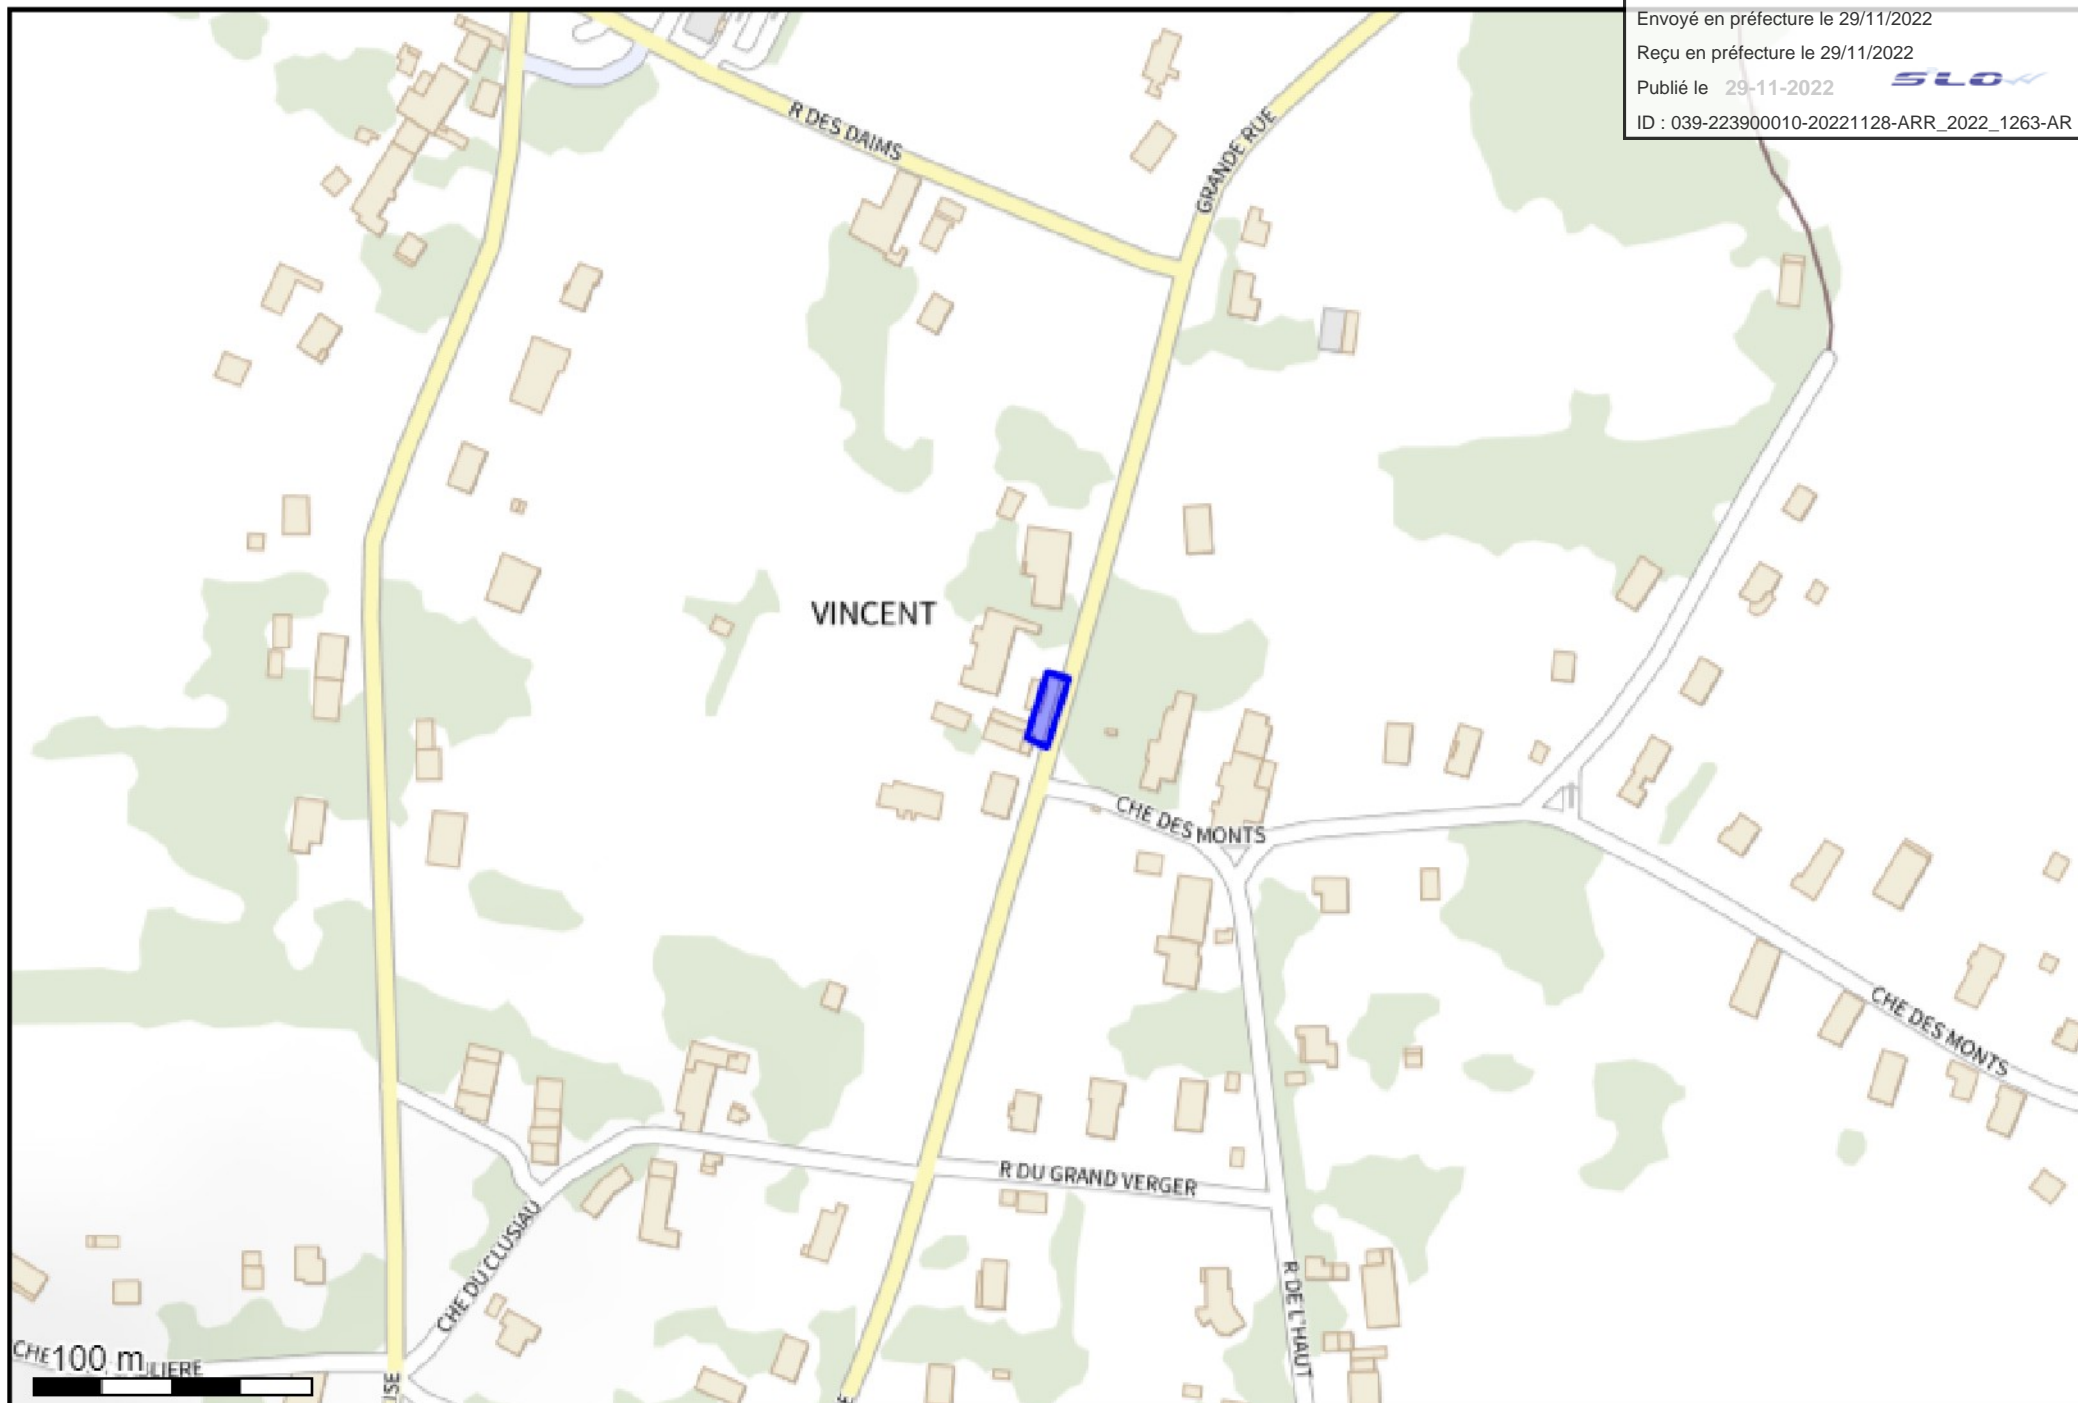 Envoyé en préfecture le 29/11/2022
Reçu en préfecture le 29/11/2022
Publié le 29-11-2022
SLO
ID : 039-223900010-20221128-ARR_2022_1263-AR
R DES DAIMS
GRANDE RUE
VINCENT
CHE DES MONTS
CHE DES MONTS
R DU GRAND VERGER
CHE DU CLUSIAU
R DE L'HAUT
CHE
100 m